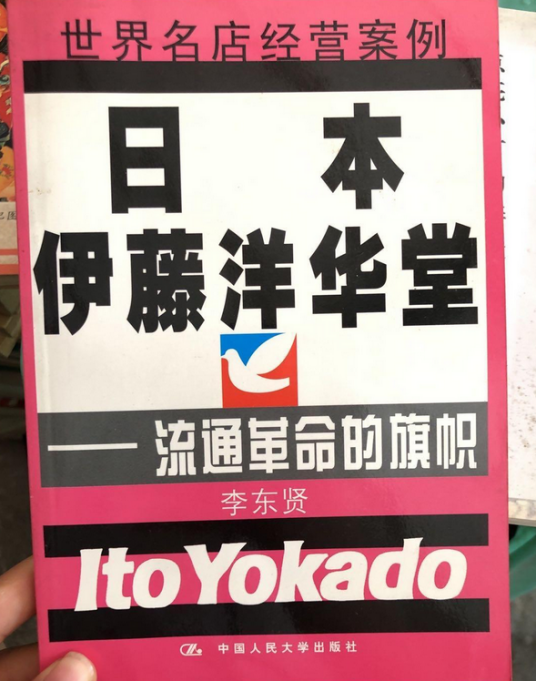 世界名店经营案例
日本
伊藤洋华堂
——流通革命的旗帜
李东贤
Ito Yokado
中国人民大学出版社